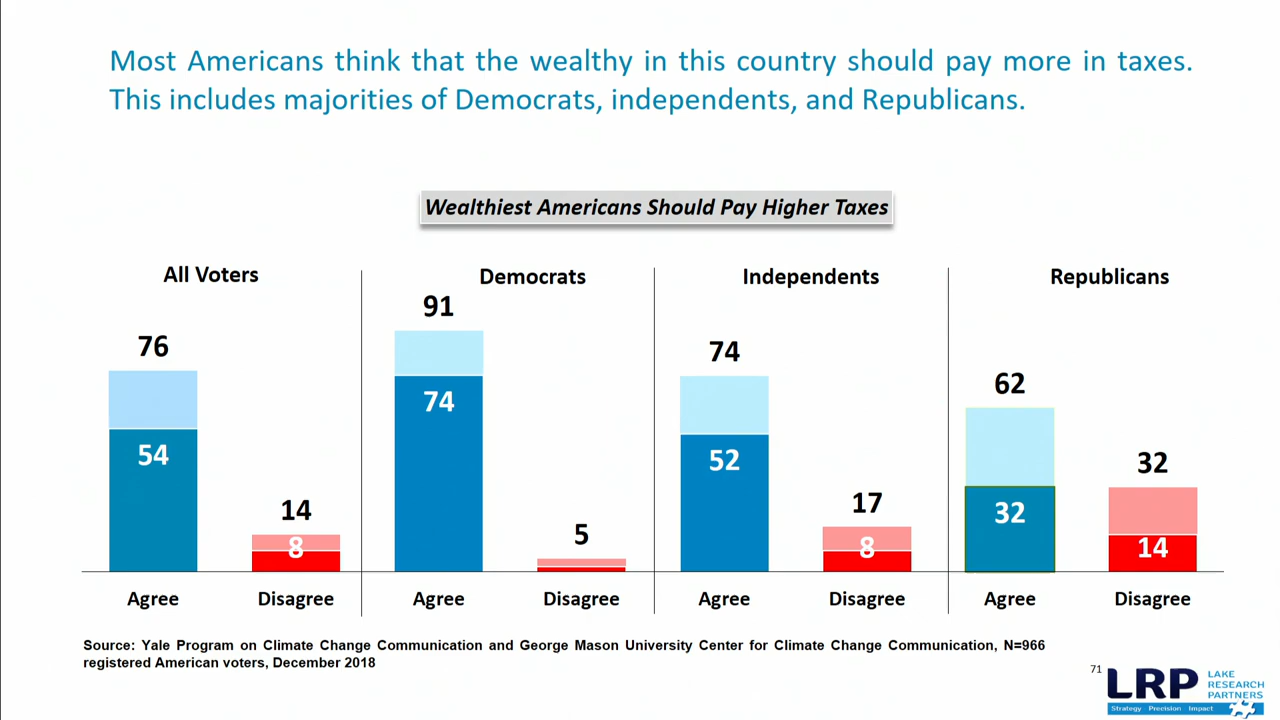 Most Americans think that the wealthy in this country should pay more in taxes.
This includes majorities of Democrats, independents, and Republicans.
Wealthiest Americans Should Pay Higher Taxes
All Voters
Democrats
Independents
Republicans
76
54
14
8
91
74
5
74
52
17
8
62
32
32
14
Agree
Disagree
Agree
Disagree
Agree
Disagree
Agree
Disagree
Source: Yale Program on Climate Change Communication and George Mason University Center for Climate Change Communication, N=966
registered American voters, December 2018
71
LRP
LAKE
RESEARCH
PARTNERS
Strategy Precision Impact